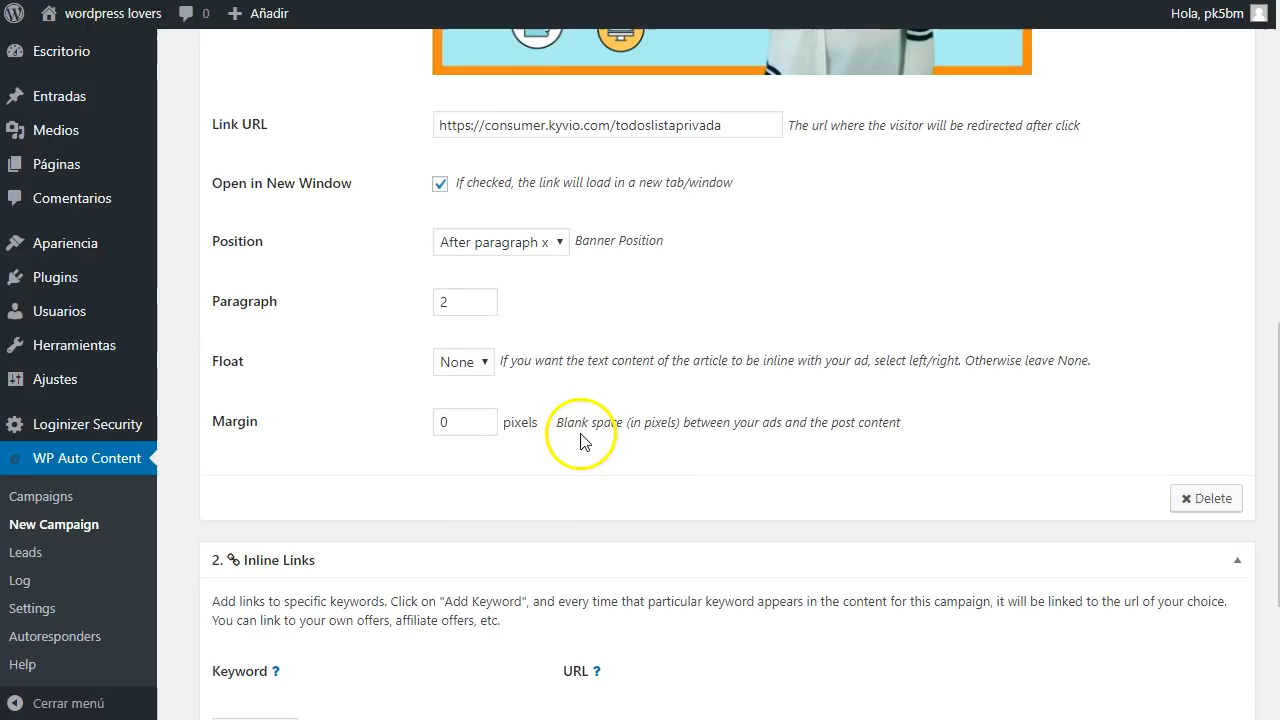 wordpress lovers 0 Añadir Hola, pk5bm
Escritorio
Entradas
Medios
Páginas
Comentarios
Apariencia
Plugins
Usuarios
Herramientas
Ajustes
Loginizer Security
WP Auto Content
Campaigns
New Campaign
Leads
Log
Settings
Autoresponders
Help
Cerrar menú
Link URL https://consumer.kyvio.com/todoslistaprivada The url where the visitor will be redirected after click
Open in New Window If checked, the link will load in a new tab/window
Position After paragraph x Banner Position
Paragraph 2
Float None If you want the text content of the article to be inline with your ad, select left/right. Otherwise leave None.
Margin 0 pixels Blank space (in pixels) between your ads and the post content
Delete
2. Inline Links
Add links to specific keywords. Click on "Add Keyword", and every time that particular keyword appears in the content for this campaign, it will be linked to the url of your choice.
You can link to your own offers, affiliate offers, etc.
Keyword ? URL ?